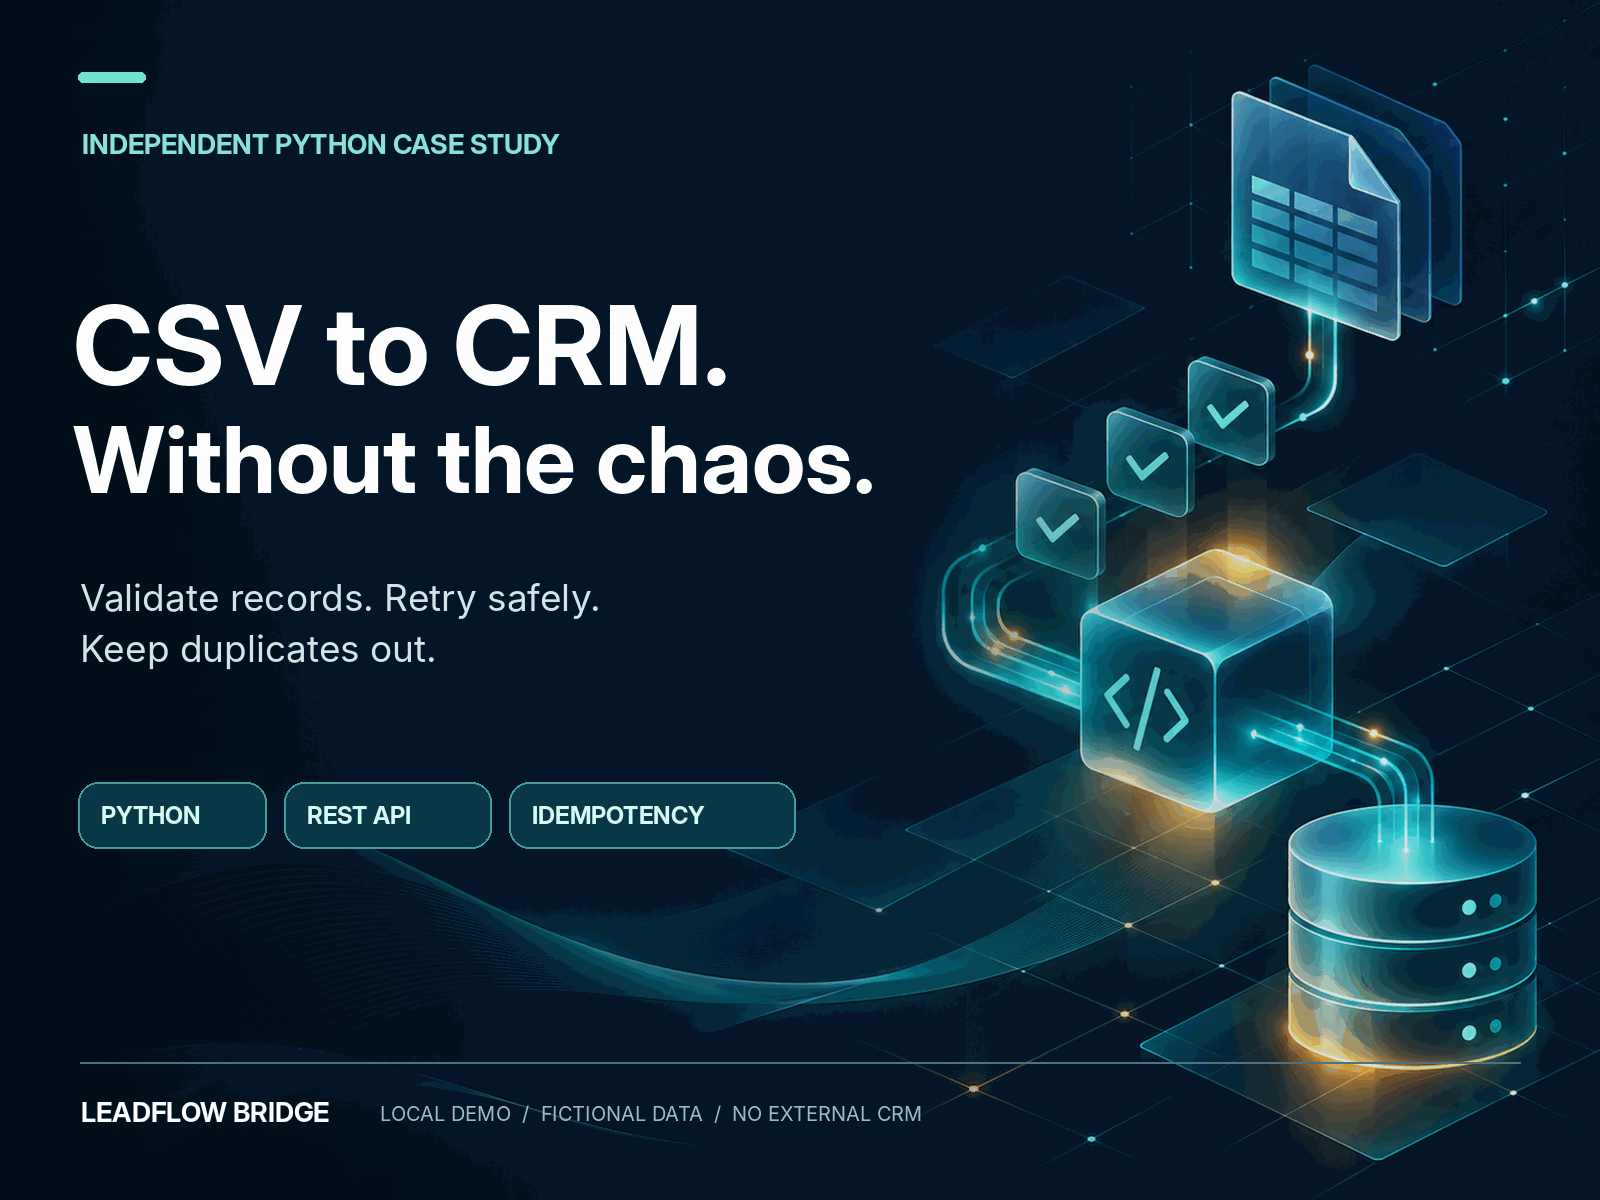 INDEPENDENT PYTHON CASE STUDY
CSV to CRM.
Without the chaos.
Validate records. Retry safely.
Keep duplicates out.
PYTHON
REST API
IDEMPOTENCY
</>
LEADFLOW BRIDGE
LOCAL DEMO / FICTIONAL DATA / NO EXTERNAL CRM